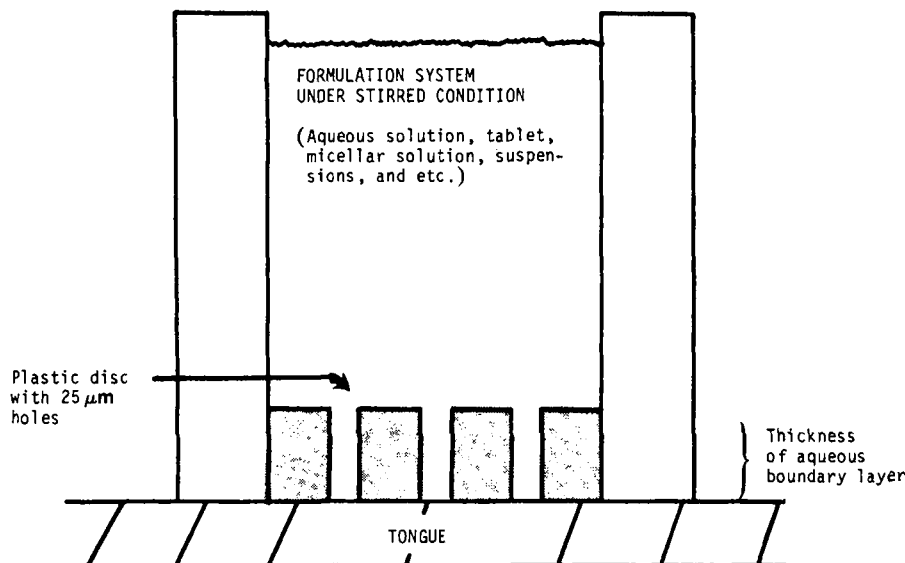 FORMULATION SYSTEM
UNDER STIRRED CONDITION
(Aqueous solution, tablet,
micellar solution, suspen-
sions, and etc.)
Plastic disc
with 25 μm
holes
Thickness
of aqueous
boundary layer
TONGUE